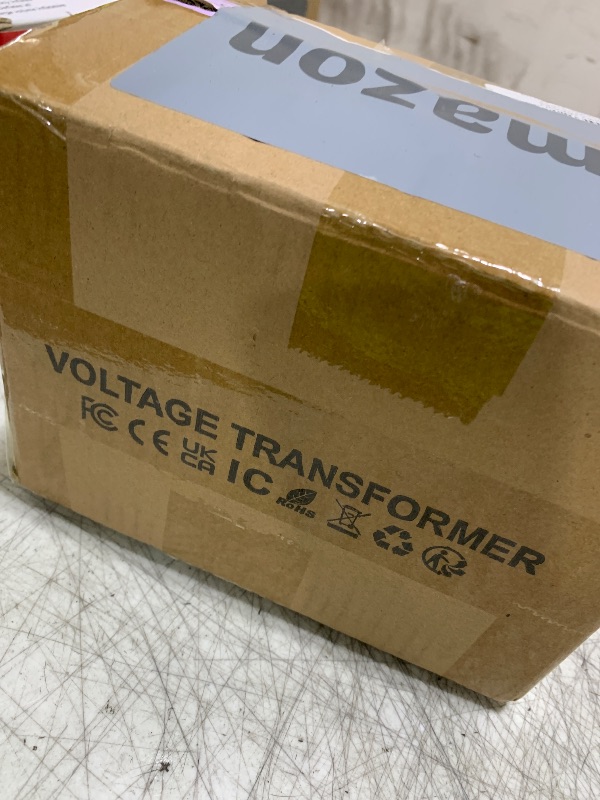 mazon
VOLTAGE TRANSFORMER
FC CE UK CA IC RoHS